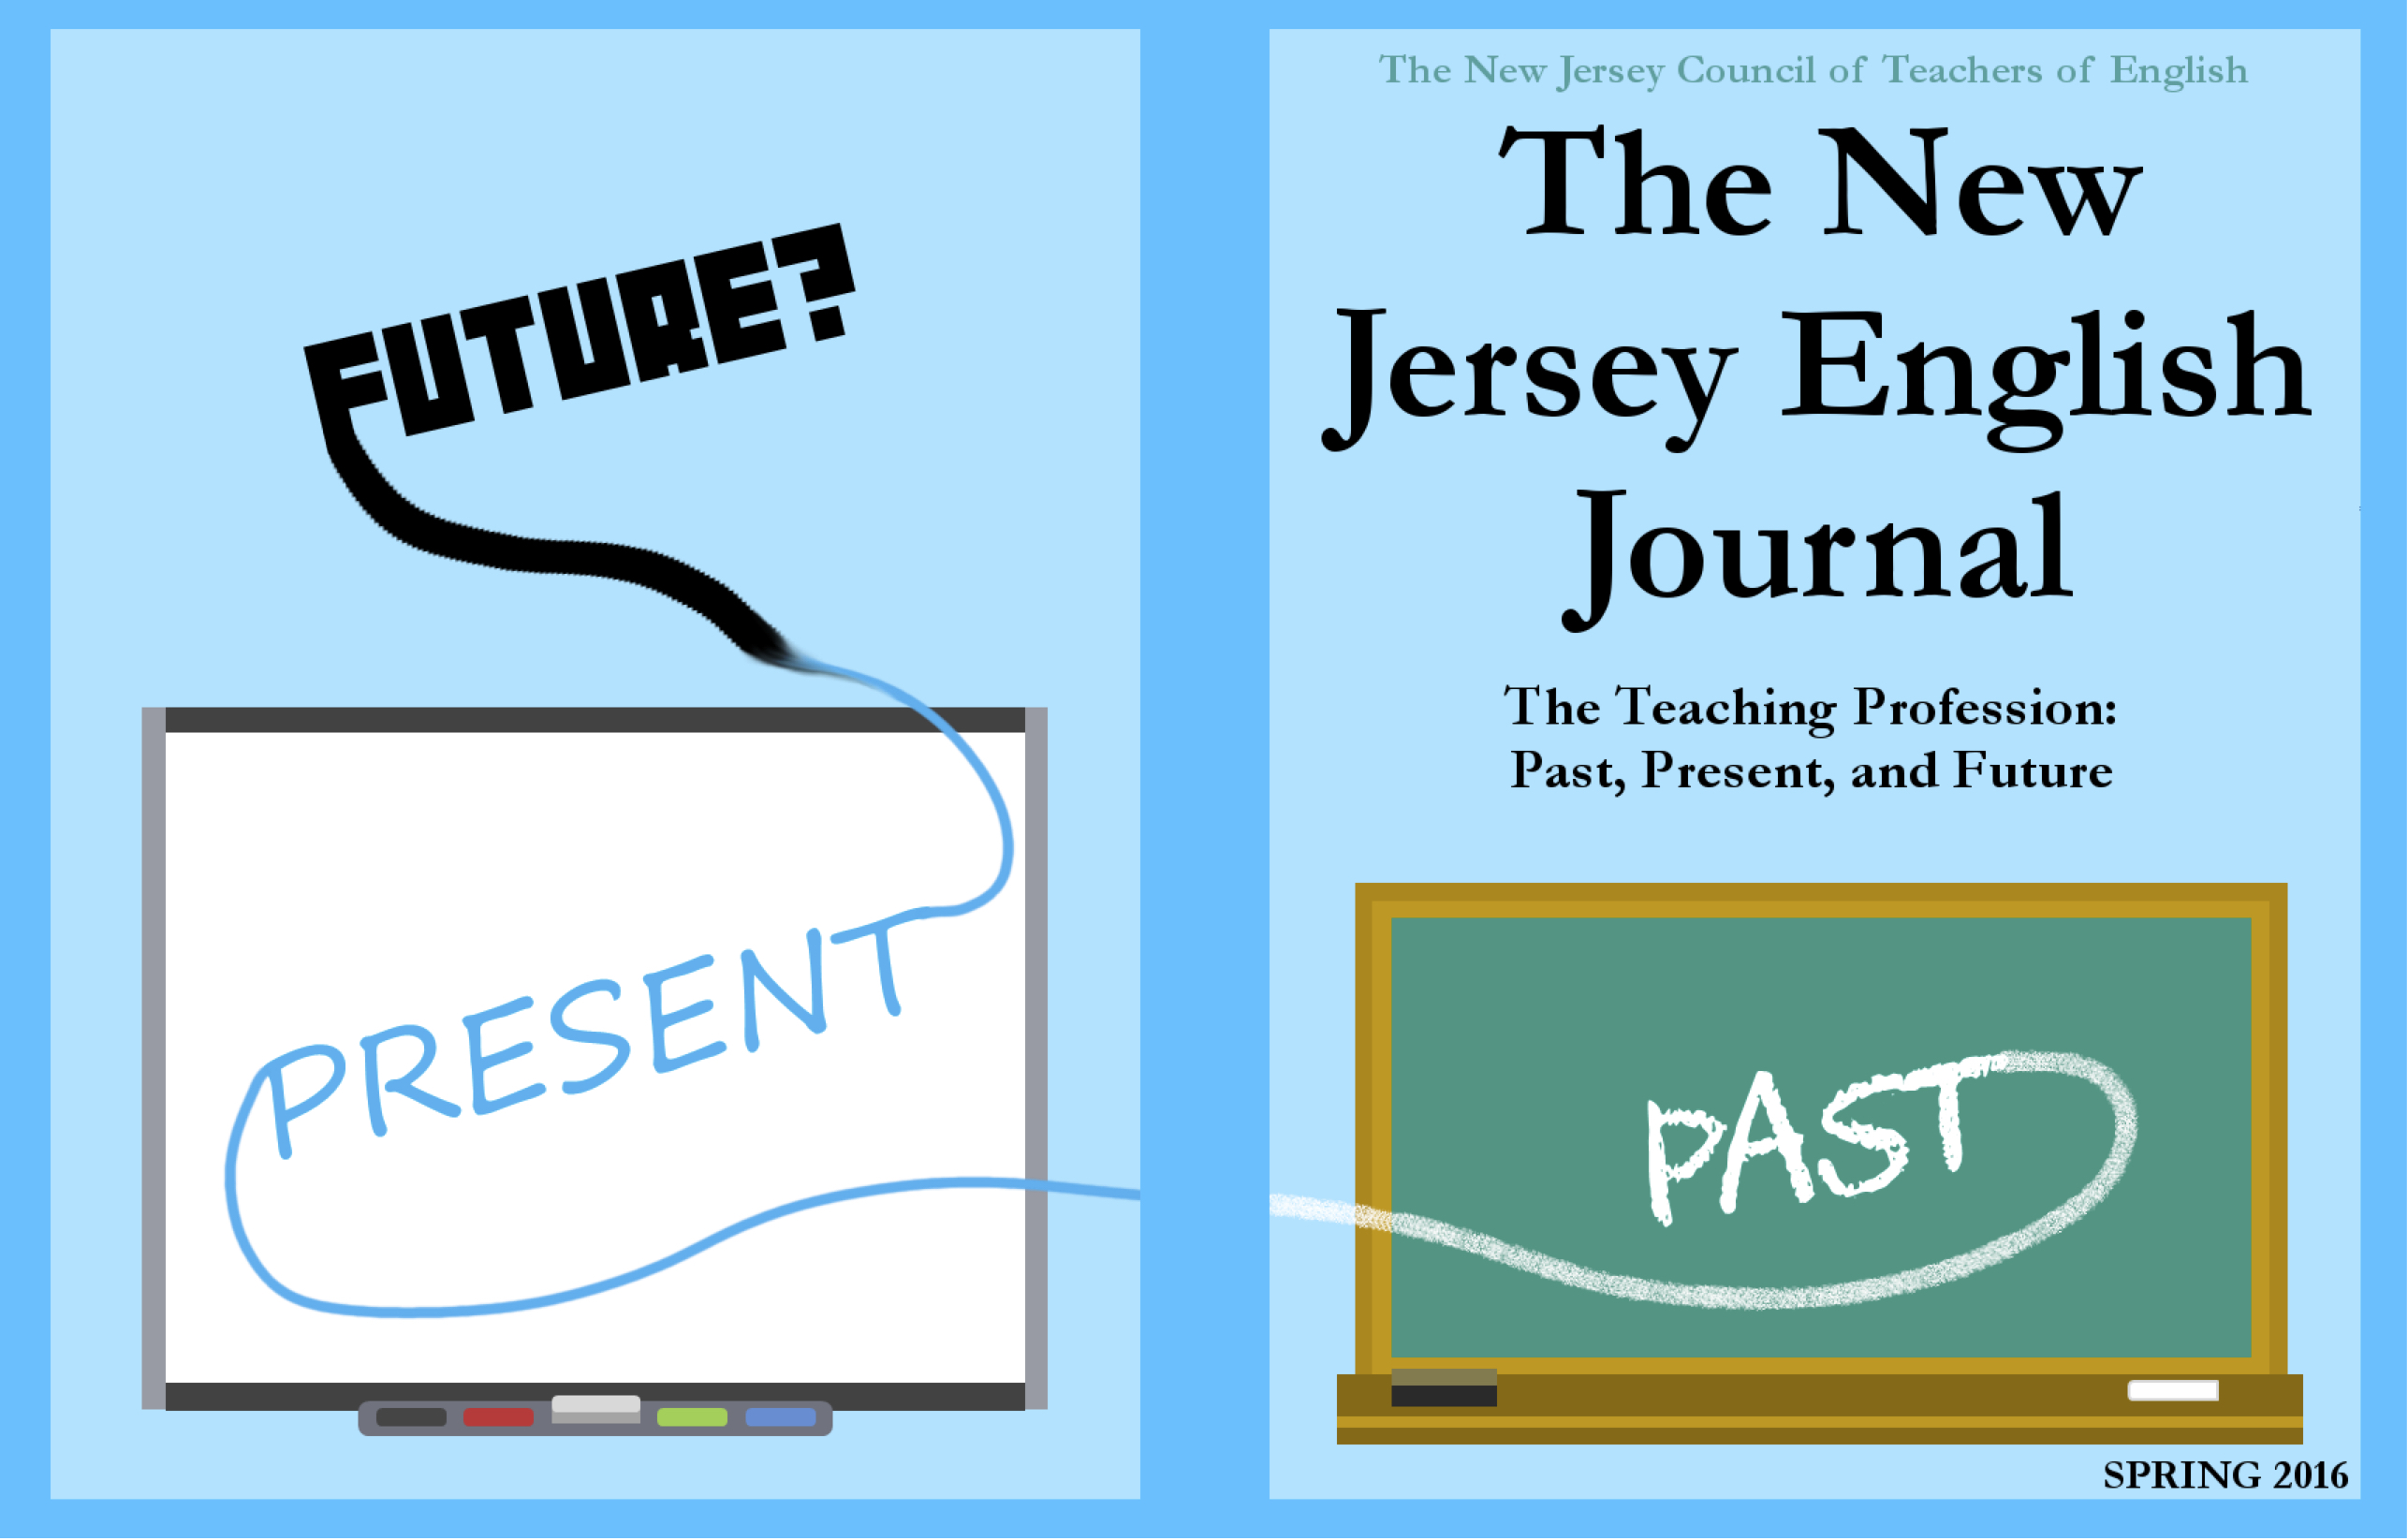 FUTURE?
PRESENT
The New Jersey Council of Teachers of English
The New
Jersey English
Journal
The Teaching Profession:
Past, Present, and Future
PAST
SPRING 2016